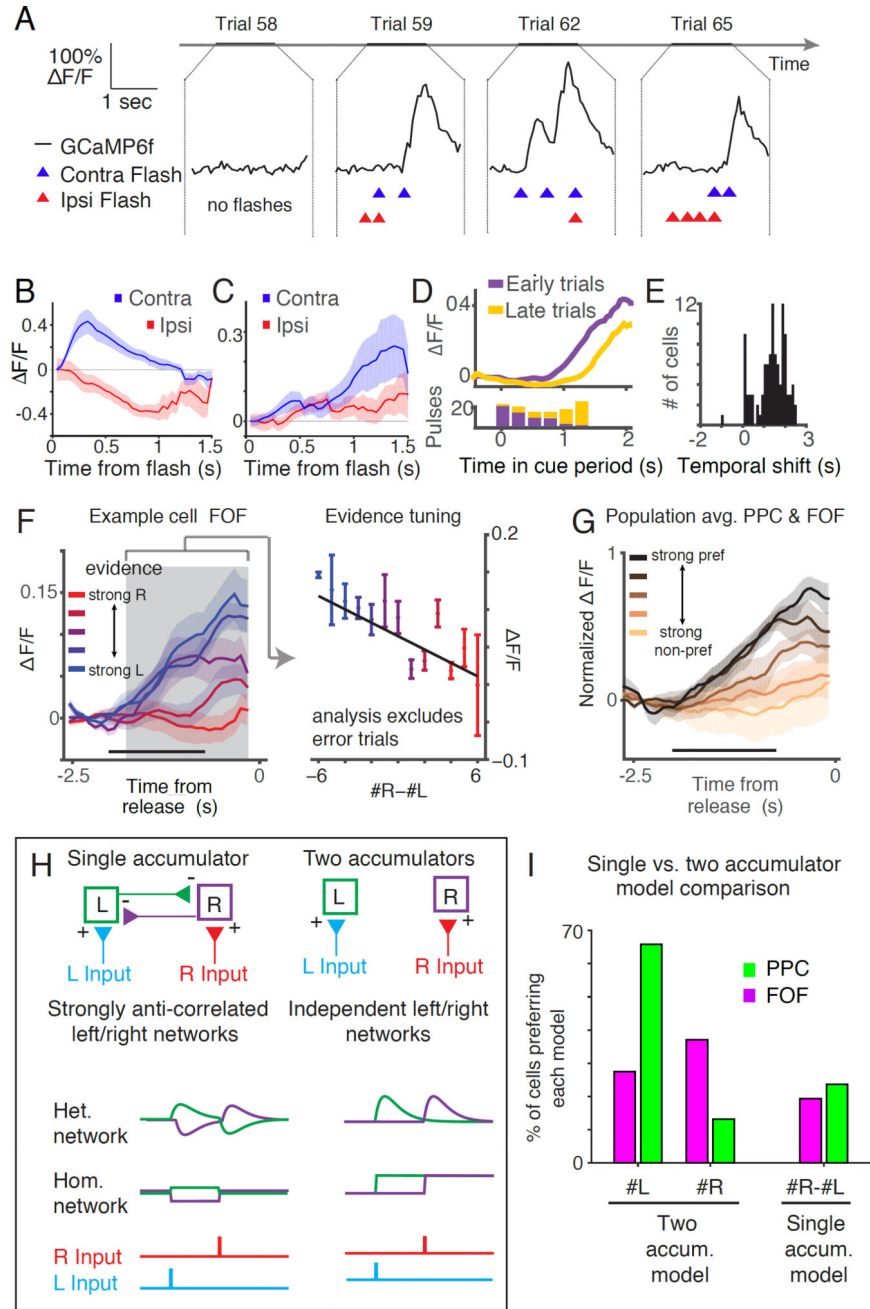 A
Trial 58 Trial 59 Trial 62 Trial 65
100%
ΔF/F
1 sec
Time
GCaMP6f
Contra Flash
Ipsi Flash
no flashes
B
Contra
Ipsi
ΔF/F
0.4
0
-0.4
0 0.5 1 1.5
Time from flash (s)
C
Contra
Ipsi
0.3
0
0 0.5 1 1.5
Time from flash (s)
D
Early trials
Late trials
ΔF/F
04
0
Pulses
20
0 1 2
Time in cue period (s)
E
# of cells
12
-2 0 3
Temporal shift (s)
F
Example cell FOF
evidence
strong R
strong L
ΔF/F
0.15
0
-2.5 0
Time from
release (s)
Evidence tuning
0.2
ΔF/F
-0.1
analysis excludes
error trials
−6 6
#R−#L
G
Population avg. PPC & FOF
strong pref
strong
non-pref
Normalized ΔF/F
1
0
-2.5 0
Time from
release (s)
H
Single accumulator
L
R
-
-
+
+
L Input
R Input
Strongly anti-correlated
left/right networks
Two accumulators
L
R
+
+
L Input
R Input
Independent left/right
networks
Het.
network
Hom.
network
R Input
L Input
I
Single vs. two accumulator
model comparison
% of cells preferring
each model
70
0
PPC
FOF
#L #R #R-#L
Two
accum.
model
Single
accum.
model